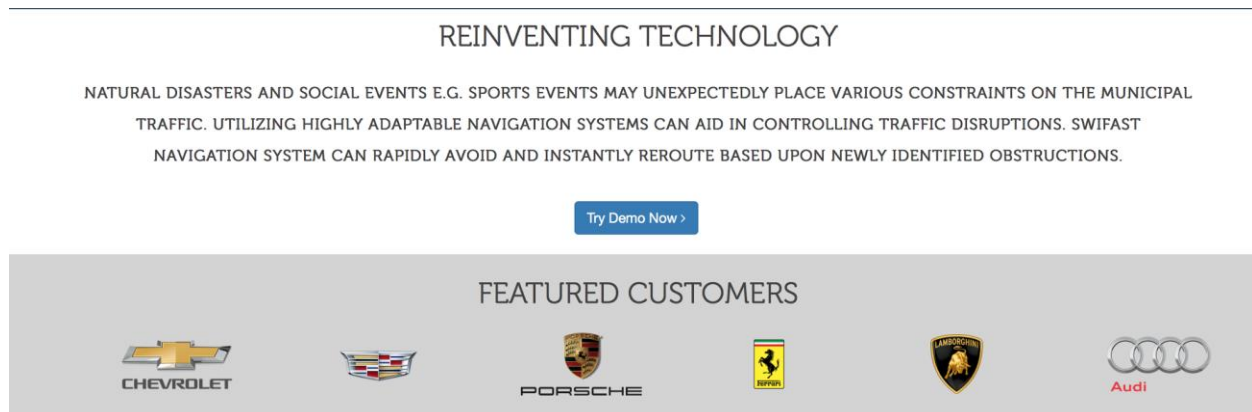 REINVENTING TECHNOLOGY
NATURAL DISASTERS AND SOCIAL EVENTS E.G. SPORTS EVENTS MAY UNEXPECTEDLY PLACE VARIOUS CONSTRAINTS ON THE MUNICIPAL
TRAFFIC. UTILIZING HIGHLY ADAPTABLE NAVIGATION SYSTEMS CAN AID IN CONTROLLING TRAFFIC DISRUPTIONS. SWIFAST
NAVIGATION SYSTEM CAN RAPIDLY AVOID AND INSTANTLY REROUTE BASED UPON NEWLY IDENTIFIED OBSTRUCTIONS.
Try Demo Now >
FEATURED CUSTOMERS
CHEVROLET
PORSCHE
Ferrari
LAMBORGHINI
Audi